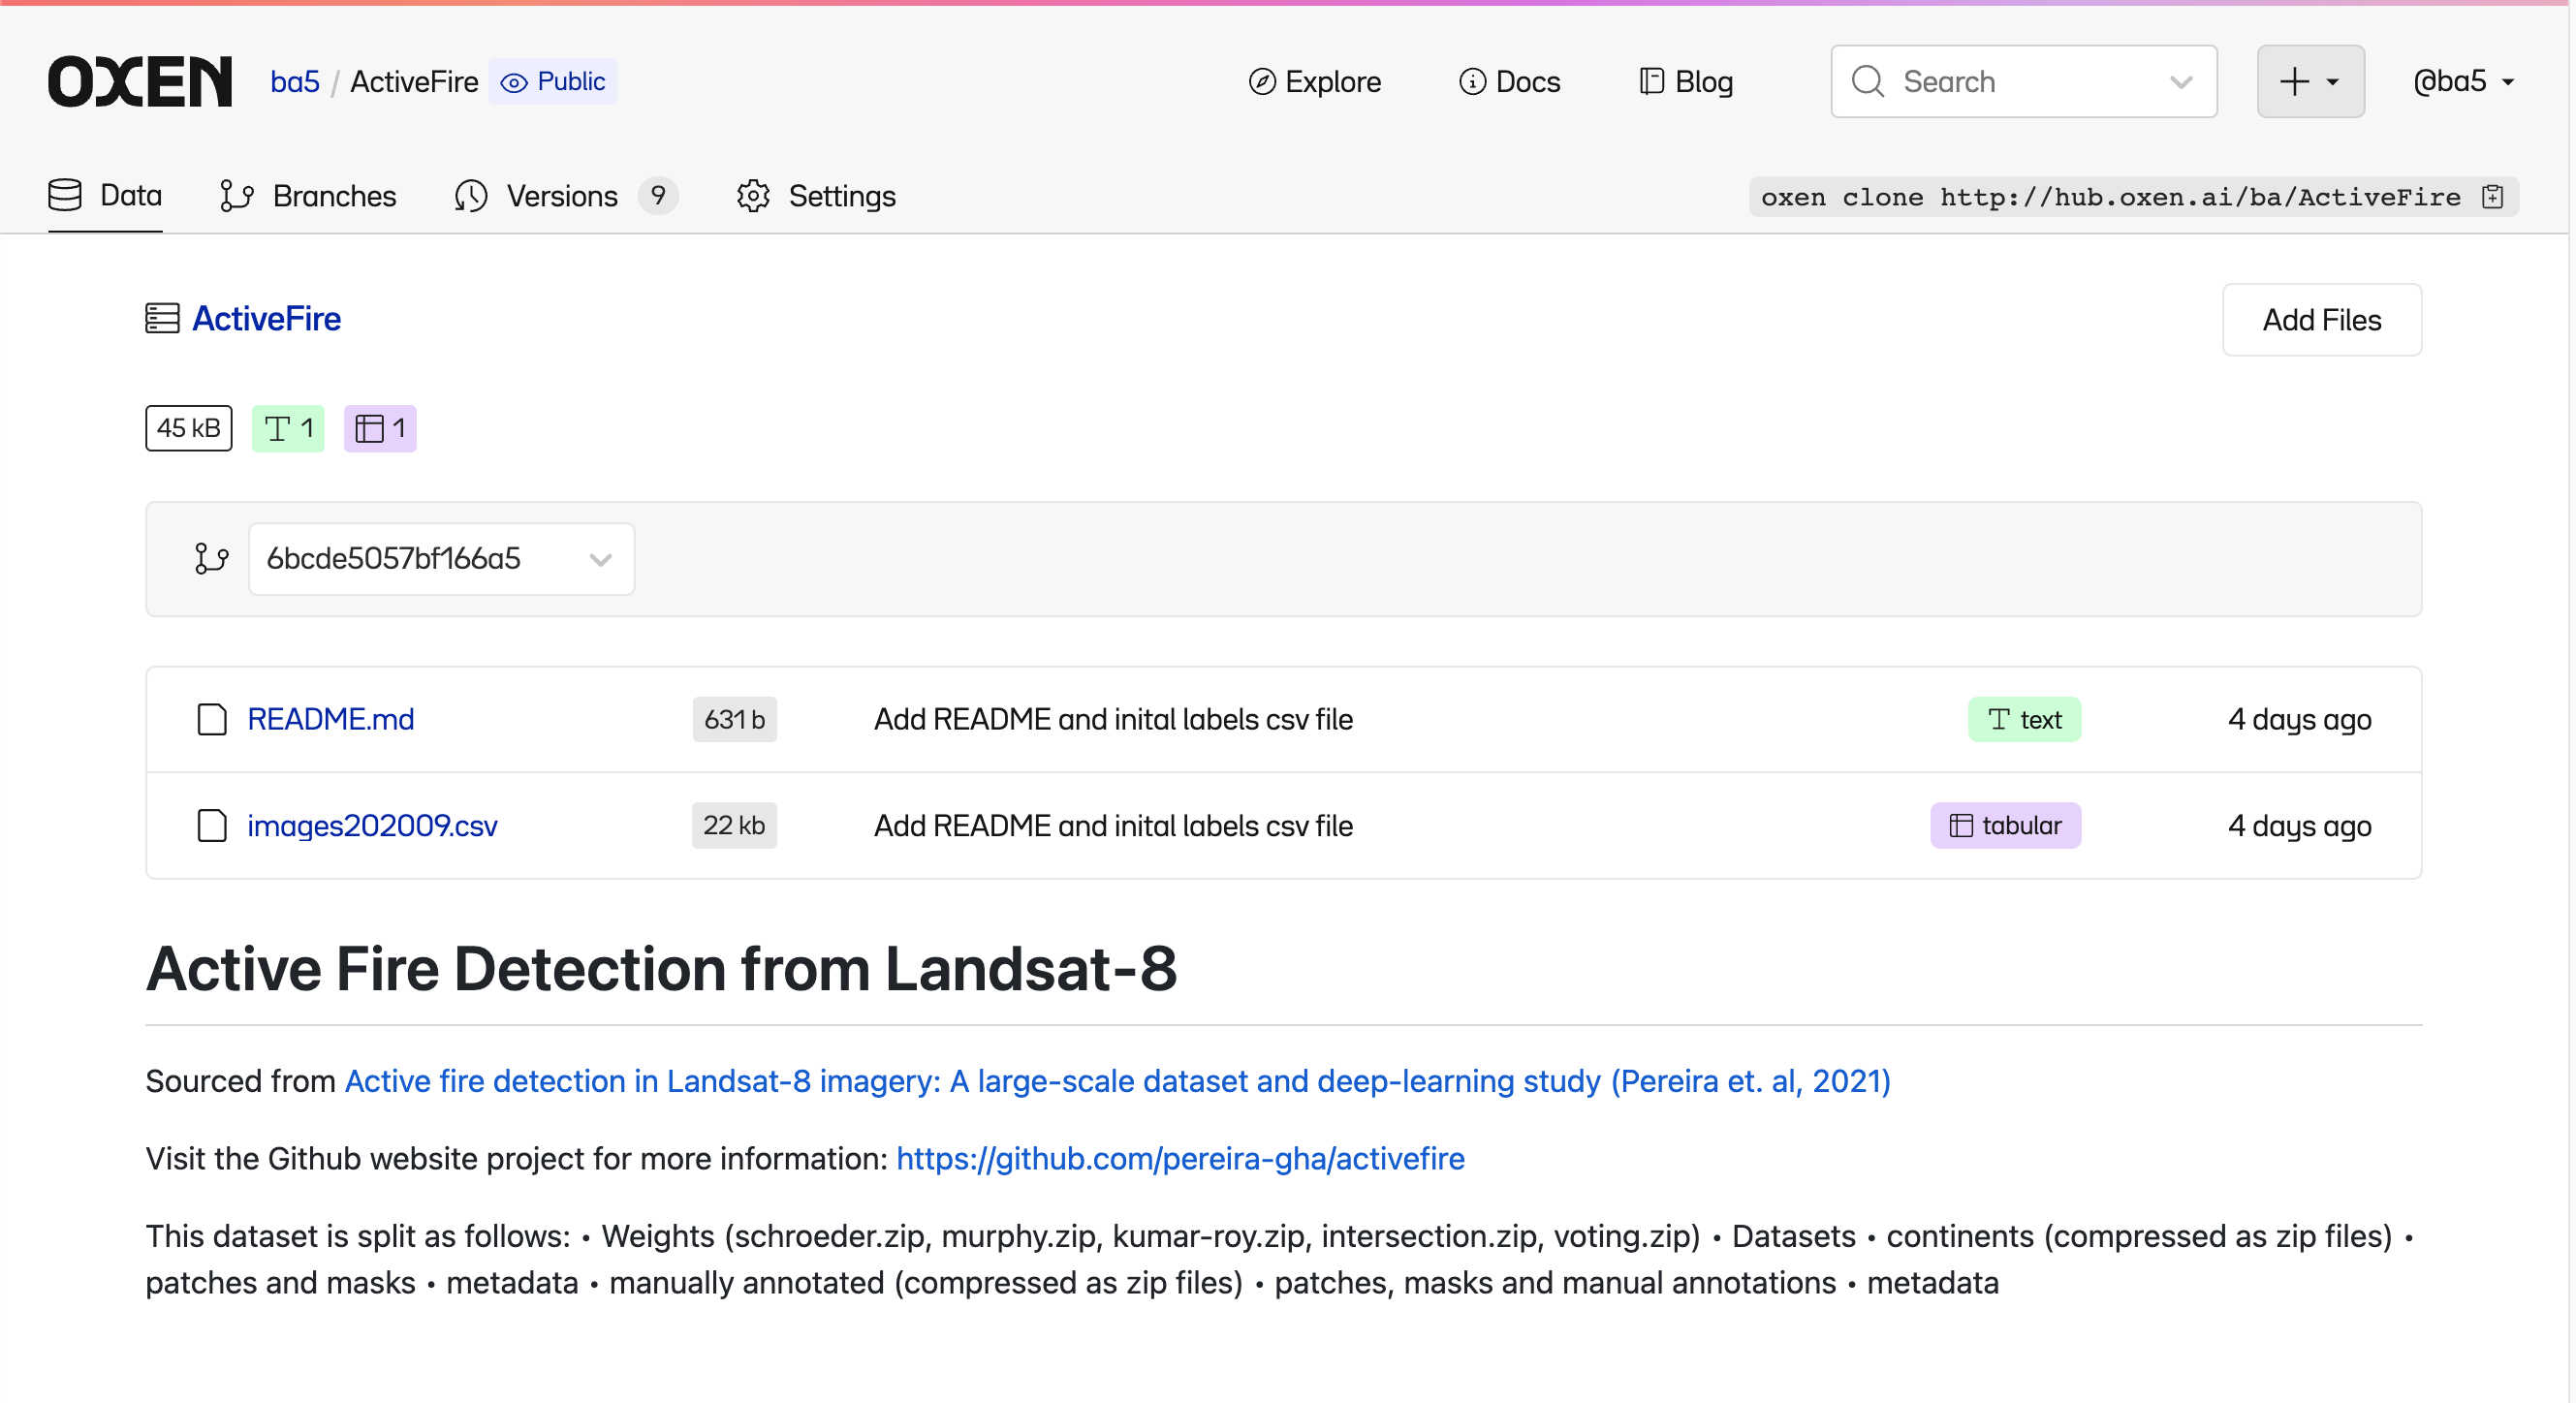 OXEN ba5 / ActiveFire Public Explore Docs Blog Search @ba5
Data Branches Versions 9 Settings oxen clone http://hub.oxen.ai/ba/ActiveFire
ActiveFire Add Files
45 kB 1 1
6bcde5057bf166a5
README.md 631 b Add README and inital labels csv file text 4 days ago
images202009.csv 22 kb Add README and inital labels csv file tabular 4 days ago
Active Fire Detection from Landsat-8
Sourced from Active fire detection in Landsat-8 imagery: A large-scale dataset and deep-learning study (Pereira et. al, 2021)
Visit the Github website project for more information: https://github.com/pereira-gha/activefire
This dataset is split as follows: • Weights (schroeder.zip, murphy.zip, kumar-roy.zip, intersection.zip, voting.zip) • Datasets • continents (compressed as zip files) •
patches and masks • metadata • manually annotated (compressed as zip files) • patches, masks and manual annotations • metadata